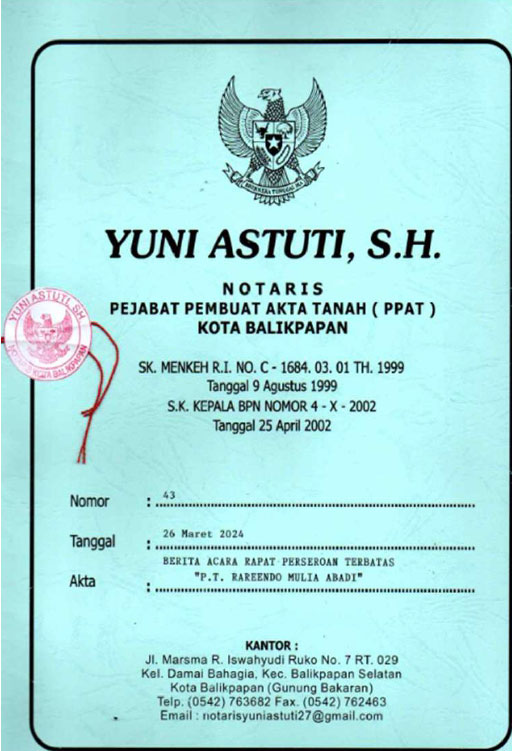 BHINNEKA TUNGGAL IKA
YUNI ASTUTI, S.H.
NOTARIS
PEJABAT PEMBUAT AKTA TANAH ( PPAT )
KOTA BALIKPAPAN
YUNI ASTUTI, SH
KOTA BALIKPAPAN
SK. MENKEH R.I. NO. C - 1684. 03. 01 TH. 1999
Tanggal 9 Agustus 1999
S.K. KEPALA BPN NOMOR 4 - X - 2002
Tanggal 25 April 2002
Nomor : 43
Tanggal : 26 Maret 2024
BERITA ACARA RAPAT PERSEROAN TERBATAS
Akta : "P.T. RAREENDO MULIA ABADI"
KANTOR :
Jl. Marsma R. Iswahyudi Ruko No. 7 RT. 029
Kel. Damai Bahagia, Kec. Balikpapan Selatan
Kota Balikpapan (Gunung Bakaran)
Telp. (0542) 763682 Fax. (0542) 762463
Email : notarisyuniastuti27@gmail.com